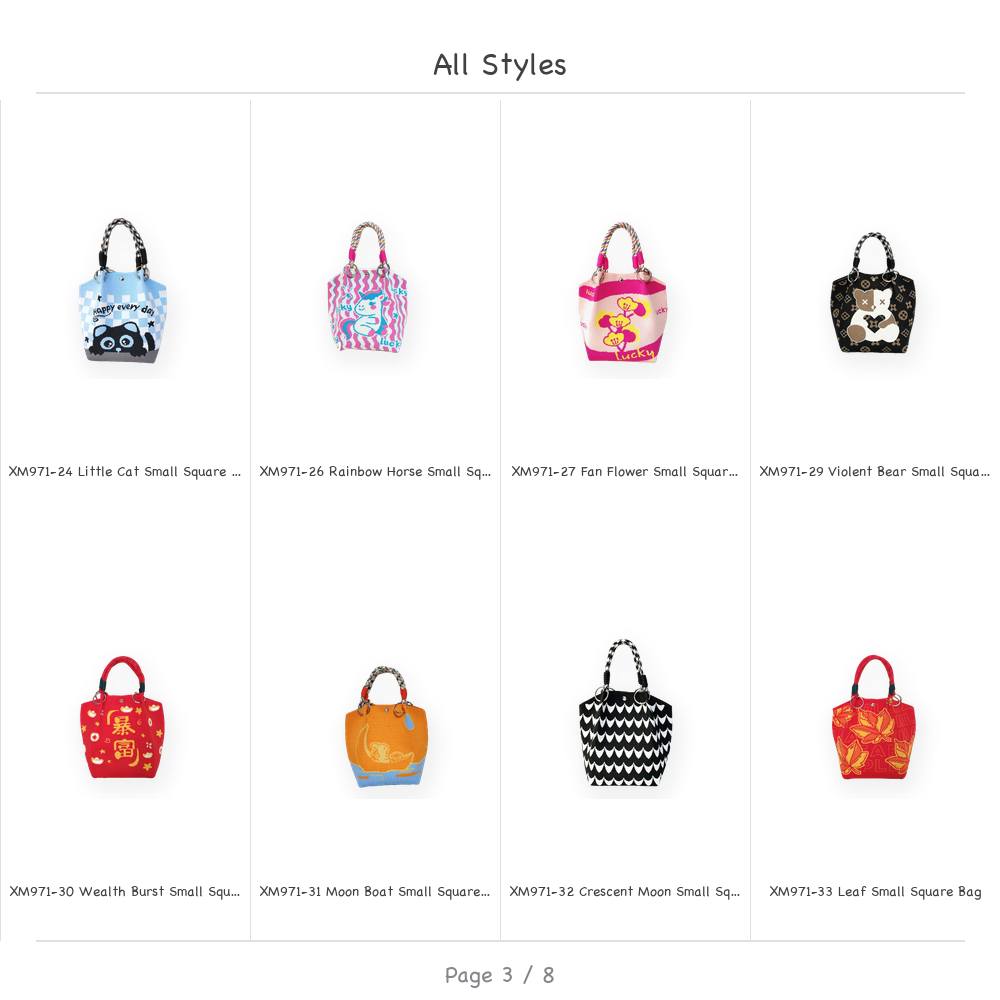 All Styles
happy every day
ky
lucky
luck
lucky
Lucky
XM971-24 Little Cat Small Square ...
XM971-26 Rainbow Horse Small Sq...
XM971-27 Fan Flower Small Squar...
XM971-29 Violent Bear Small Squa...
暴
富
XM971-30 Wealth Burst Small Squ...
XM971-31 Moon Boat Small Square...
XM971-32 Crescent Moon Small Sq...
XM971-33 Leaf Small Square Bag
Page 3 / 8